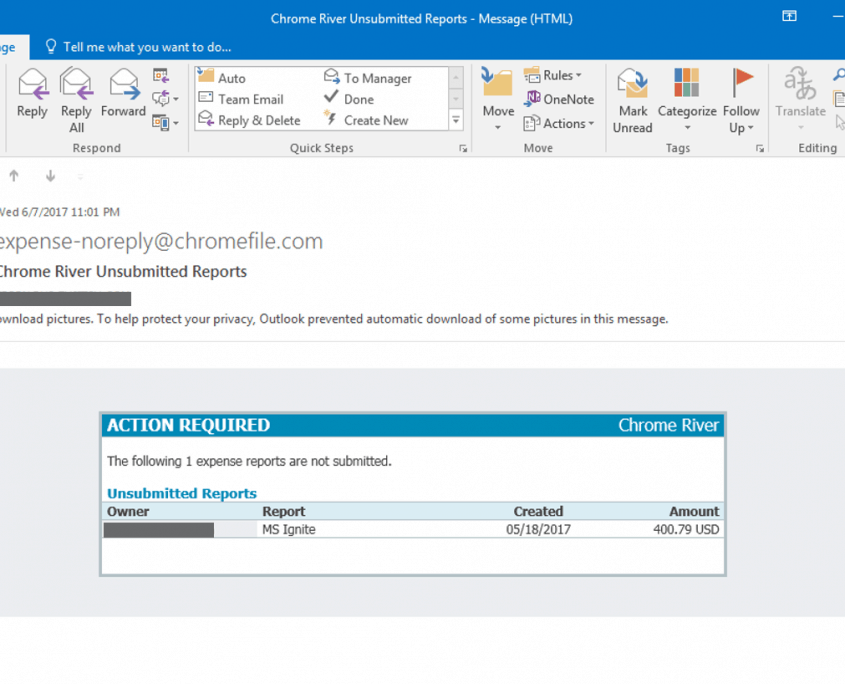 Chrome River Unsubmitted Reports - Message (HTML)
Tell me what you want to do...
Reply
Reply All
Forward
Respond
Auto
Team Email
Reply & Delete
To Manager
Done
Create New
Quick Steps
Move
Rules
OneNote
Actions
Move
Mark Unread
Categorize
Follow Up
Tags
Translate
Editing
Wed 6/7/2017 11:01 PM
expense-noreply@chromefile.com
Chrome River Unsubmitted Reports
pictures. To help protect your privacy, Outlook prevented automatic download of some pictures in this message.
ACTION REQUIRED Chrome River
The following 1 expense reports are not submitted.
Unsubmitted Reports
Owner Report Created Amount
MS Ignite 05/18/2017 400.79 USD